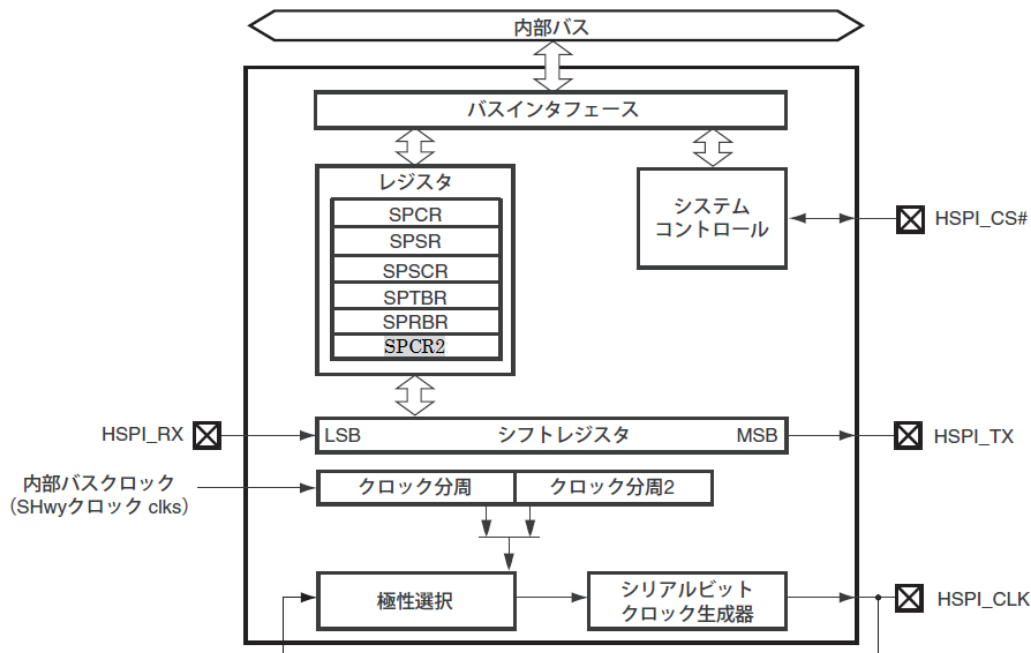 内部バス
バスインタフェース
レジスタ
SPCR
SPSR
SPSCR
SPTBR
SPRBR
SPCR2
システム
コントロール
HSPI_CS#
HSPI_RX
LSB
シフトレジスタ
MSB
HSPI_TX
内部バスクロック
(SHwyクロック clks)
クロック分周
クロック分周2
極性選択
シリアルビット
クロック生成器
HSPI_CLK